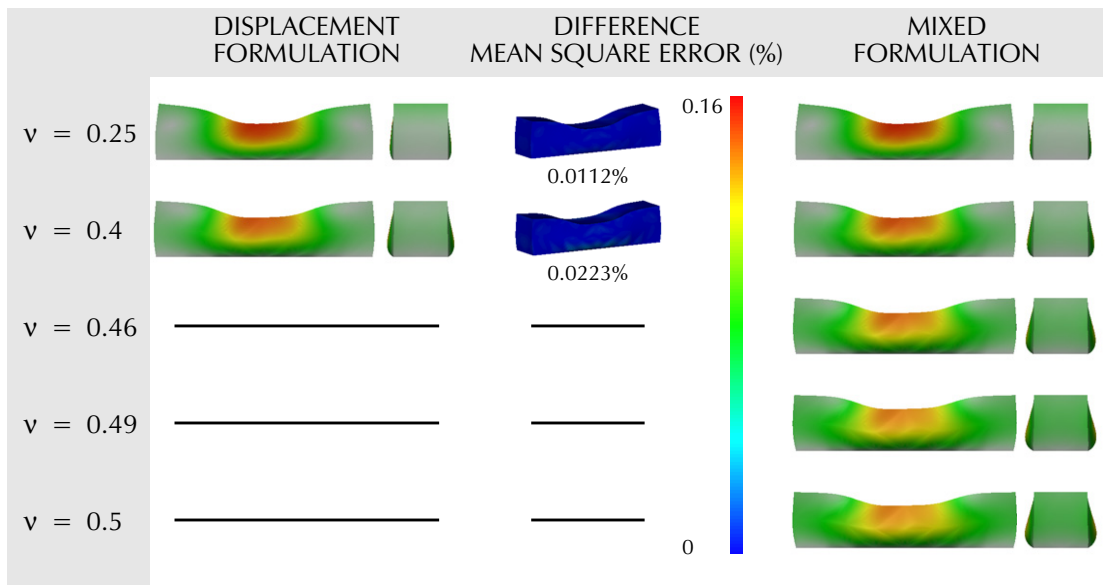 DISPLACEMENT
FORMULATION
DIFFERENCE
MEAN SQUARE ERROR (%)
MIXED
FORMULATION
ν = 0.25
0.0112%
0.16
ν = 0.4
0.0223%
ν = 0.46
ν = 0.49
ν = 0.5
0